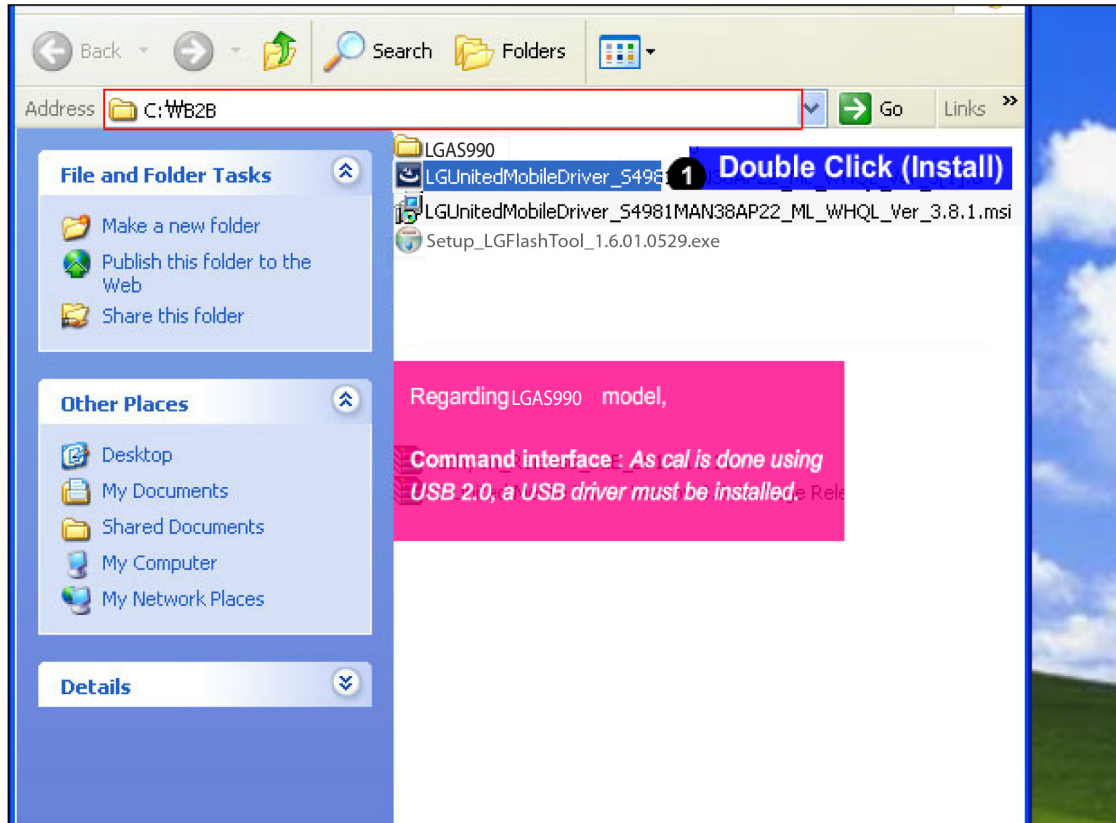 Back
Search
Folders
Address
C:₩B2B
Go
Links
»
File and Folder Tasks
Make a new folder
Publish this folder to the
Web
Share this folder
Other Places
Desktop
My Documents
Shared Documents
My Computer
My Network Places
Details
LGAS990
LGUnitedMobileDriver_S498
1 Double Click (Install)
LGUnitedMobileDriver_S4981MAN38AP22_ML_WHQL_Ver_3.8.1.msi
Setup_LGFlashTool_1.6.01.0529.exe
Regarding LGAS990 model,
Command interface : As cal is done using
USB 2.0, a USB driver must be installed.